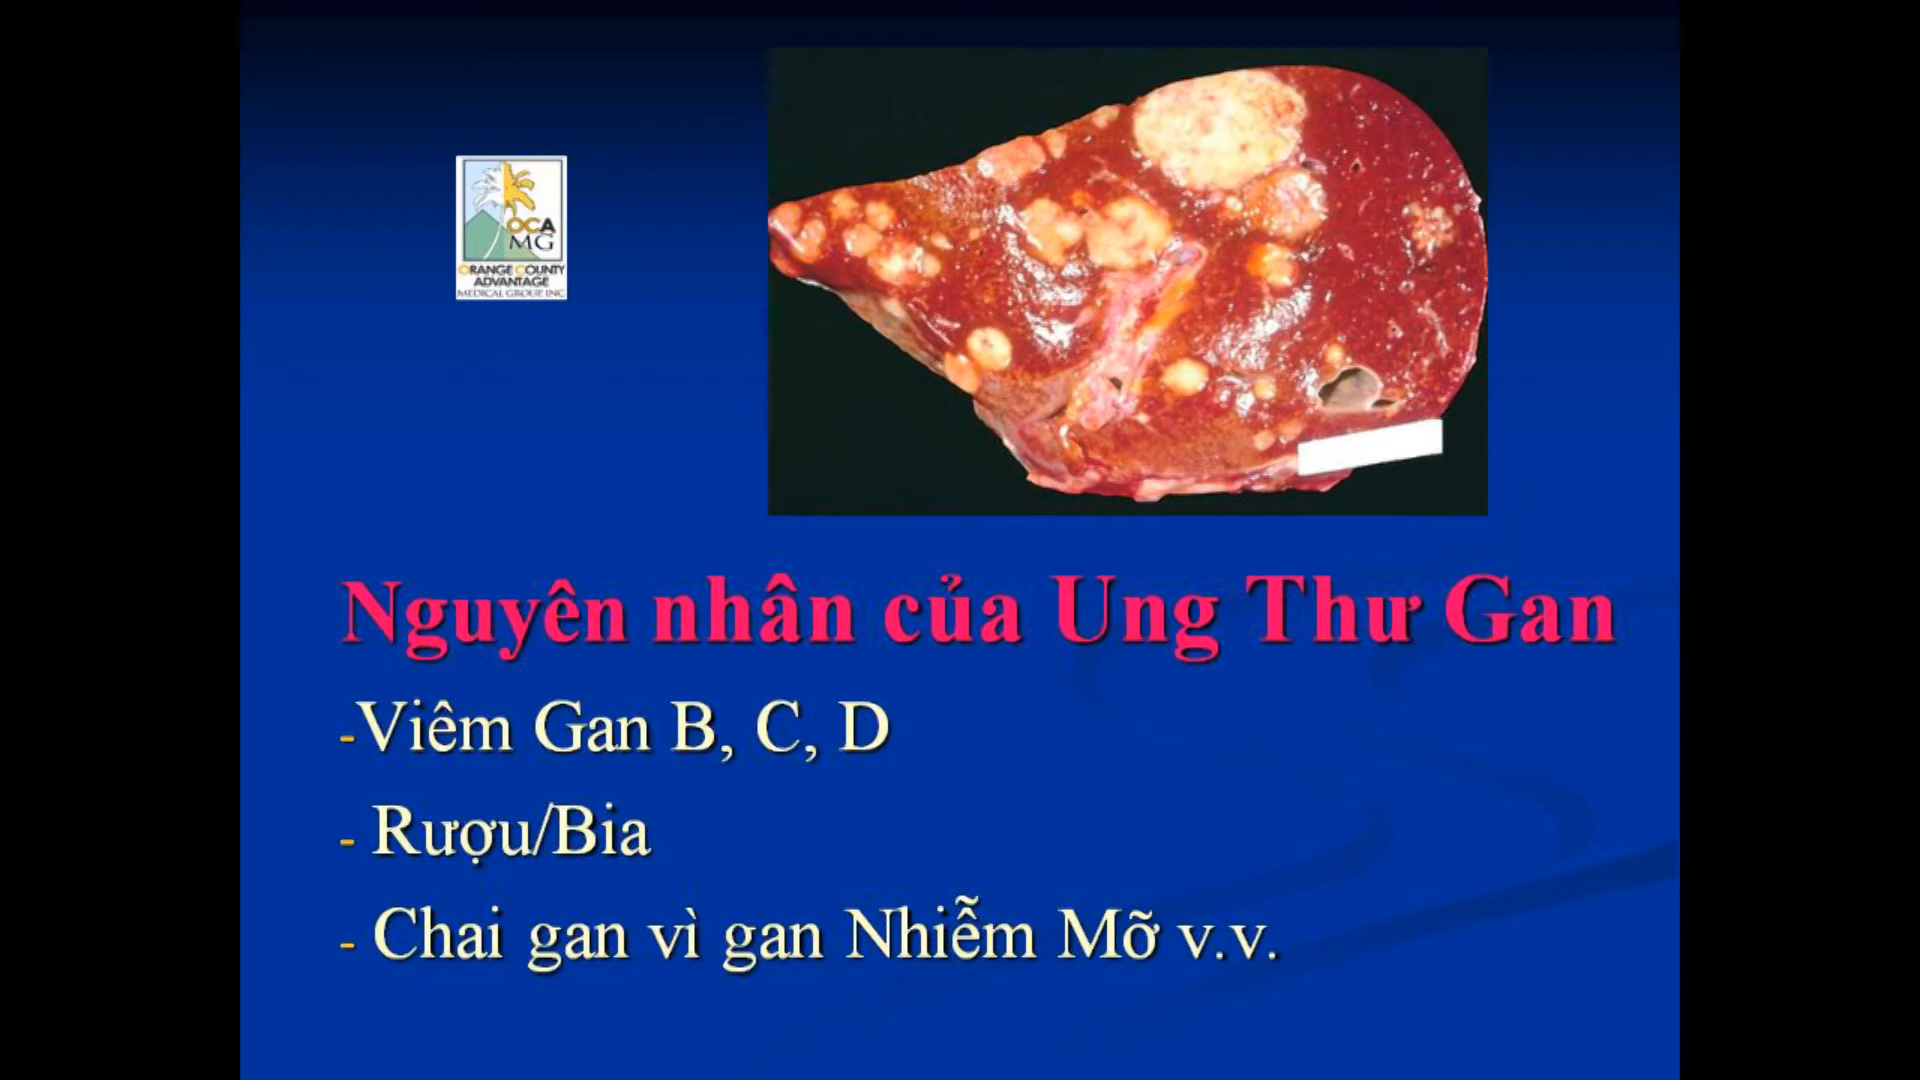 OCA
MG
ORANGE COUNTY
ADVANTAGE
MEDICAL GROUP INC
Nguyên nhân của Ung Thư Gan
-Viêm Gan B, C, D
- Rượu/Bia
- Chai gan vì gan Nhiễm Mỡ v.v.